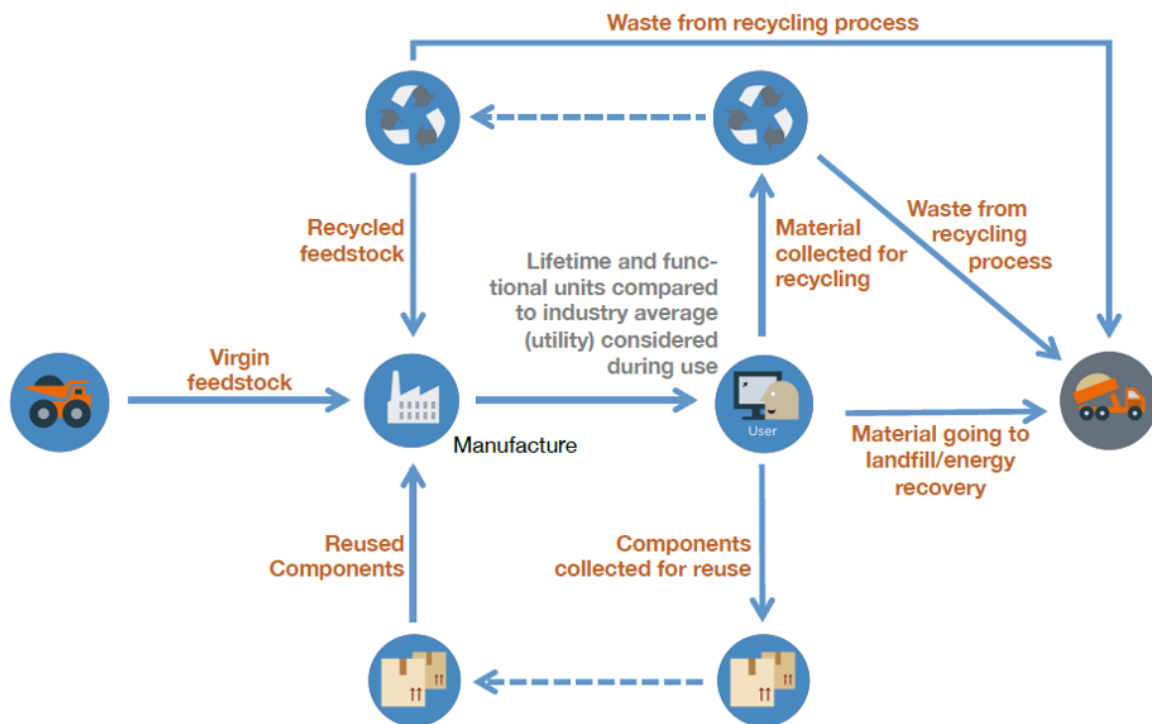 Waste from recycling process
Recycled
feedstock
Material
collected for
recycling
Waste from
recycling
process
Lifetime and func-
tional units compared
to industry average
(utility) considered
during use
Virgin
feedstock
Manufacture
User
Material going to
landfill/energy
recovery
Reused
Components
Components
collected for reuse